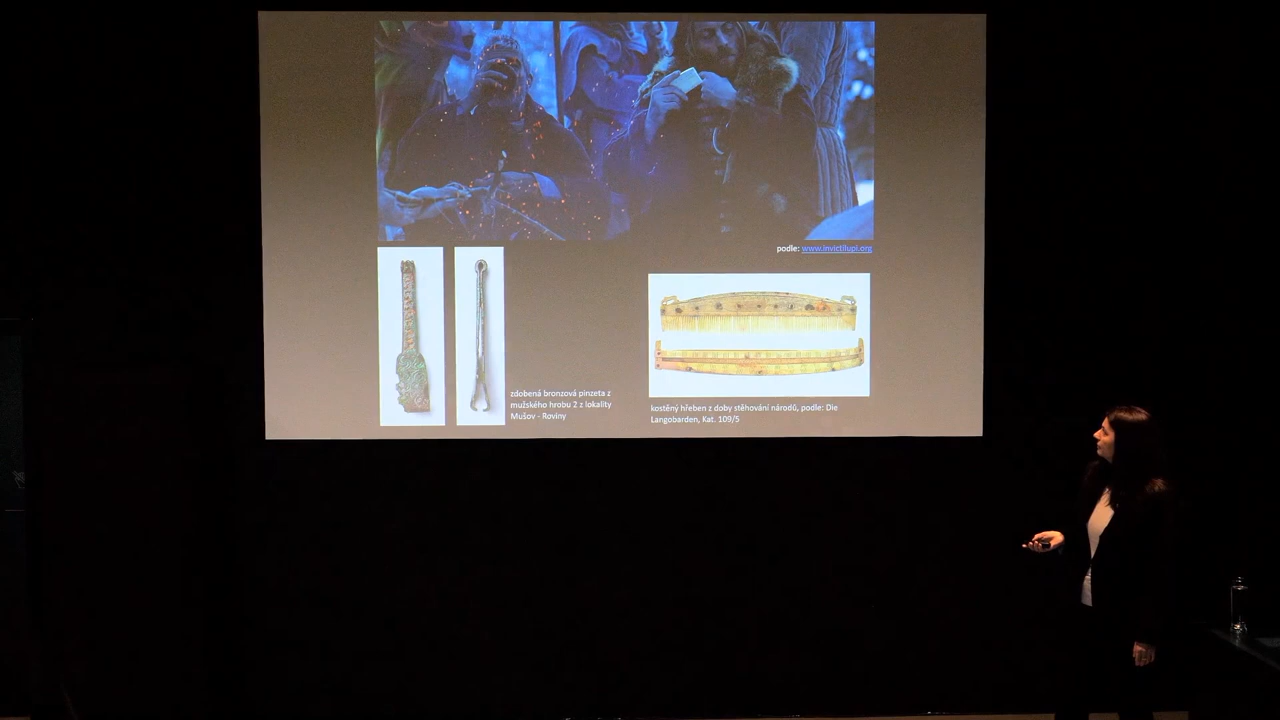 podle: www.invictilupi.org
zdobená bronzová pinzeta z
mužského hrobu 2 z lokality
Mušov - Roviny
kostěný hřeben z doby stěhování národů, podle: Die
Langobarden, Kat. 109/5